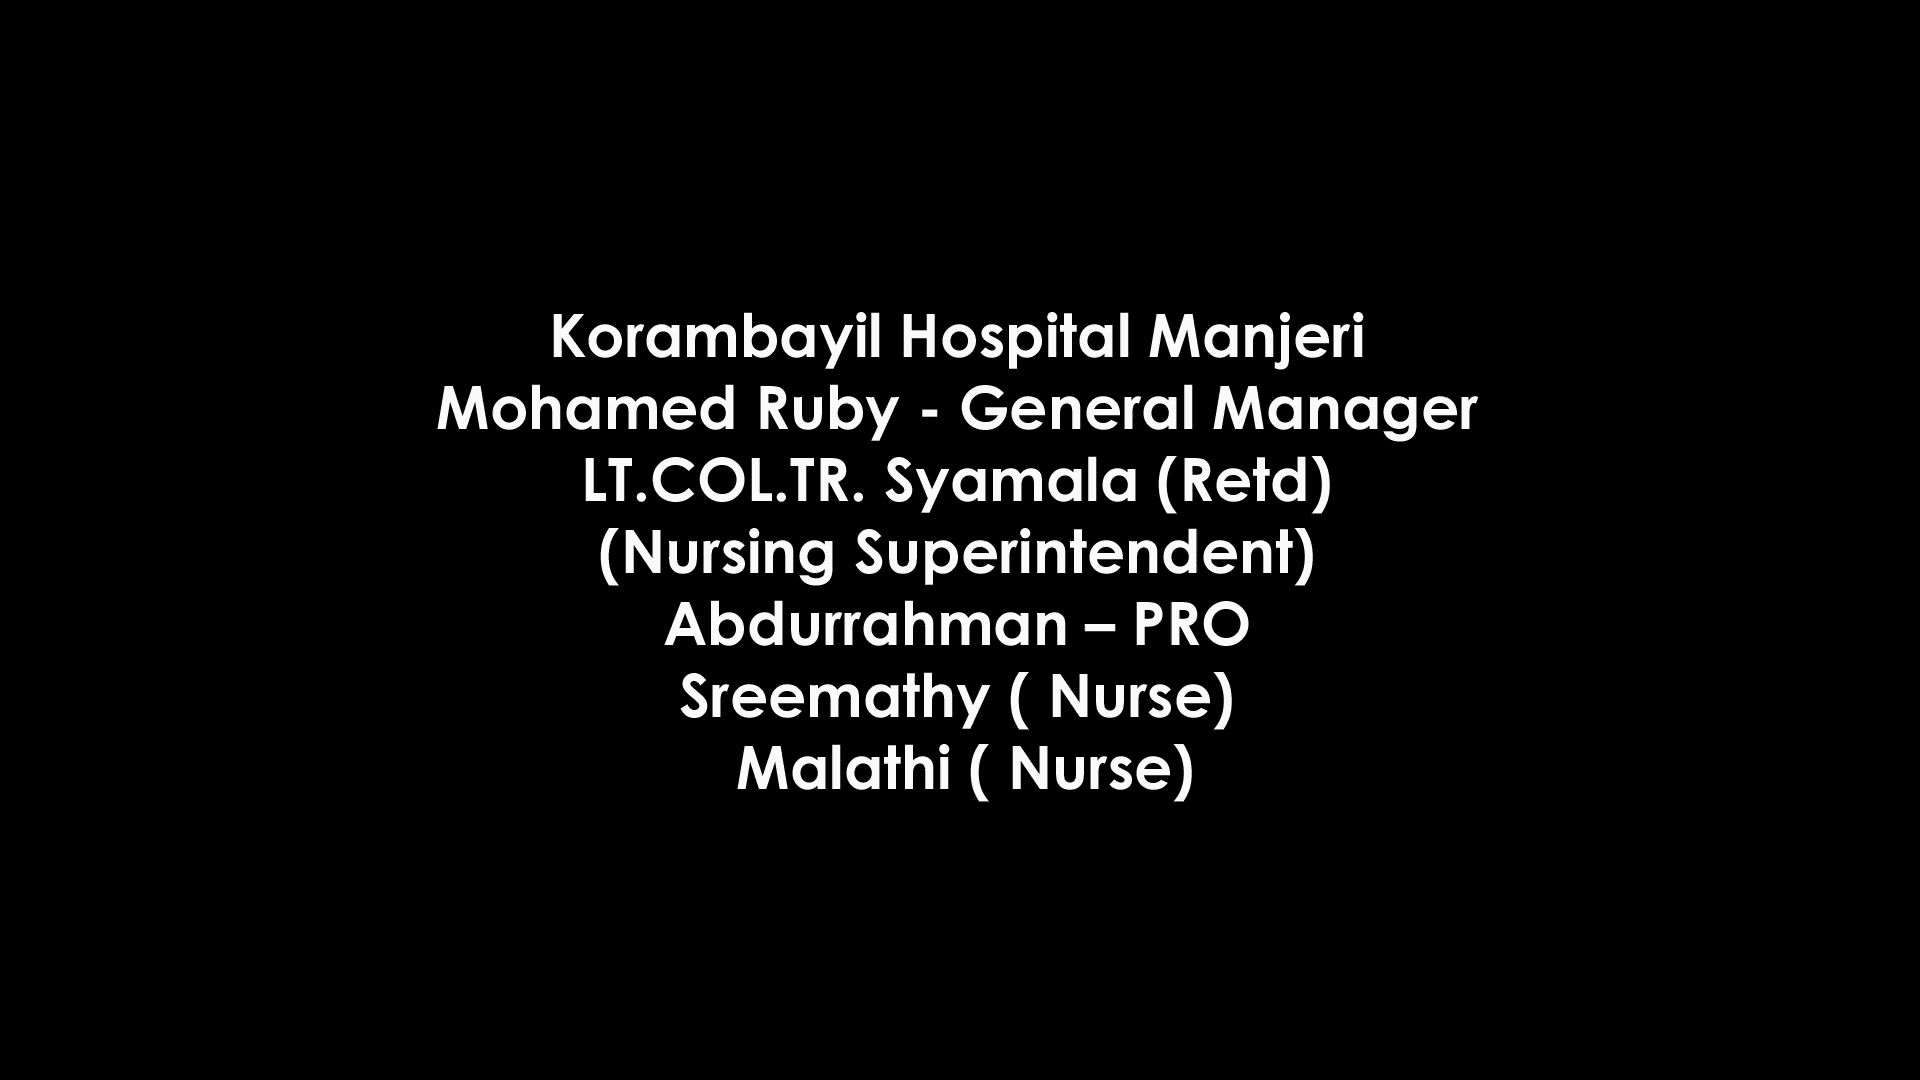 Korambayil Hospital Manjeri
Mohamed Ruby - General Manager
LT.COL.TR. Syamala (Retd)
(Nursing Superintendent)
Abdurrahman – PRO
Sreemathy ( Nurse)
Malathi ( Nurse)